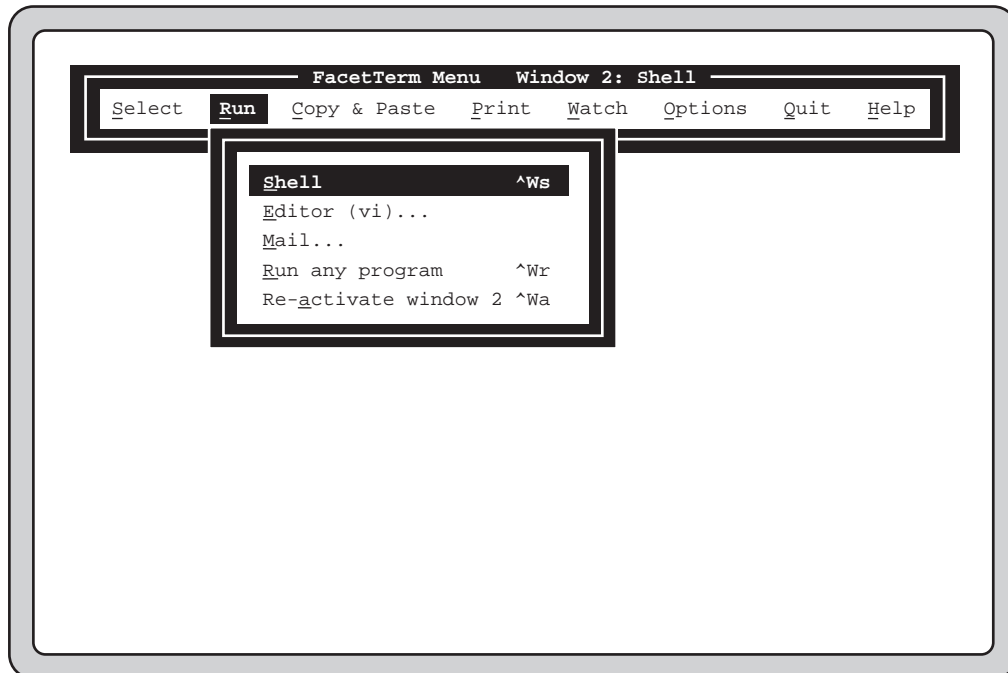 FacetTerm Menu Window 2: Shell
Select Run Copy & Paste Print Watch Options Quit Help
Shell ^Ws
Editor (vi)...
Mail...
Run any program ^Wr
Re-activate window 2 ^Wa